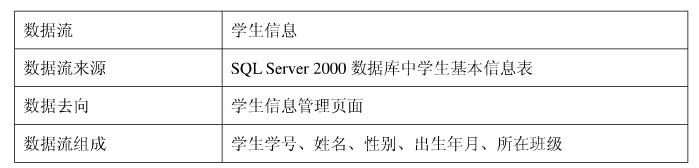 数据流 学生信息
数据流来源 SQL Server 2000 数据库中学生基本信息表
数据去向 学生信息管理页面
数据流组成 学生学号、姓名、性别、出生年月、所在班级